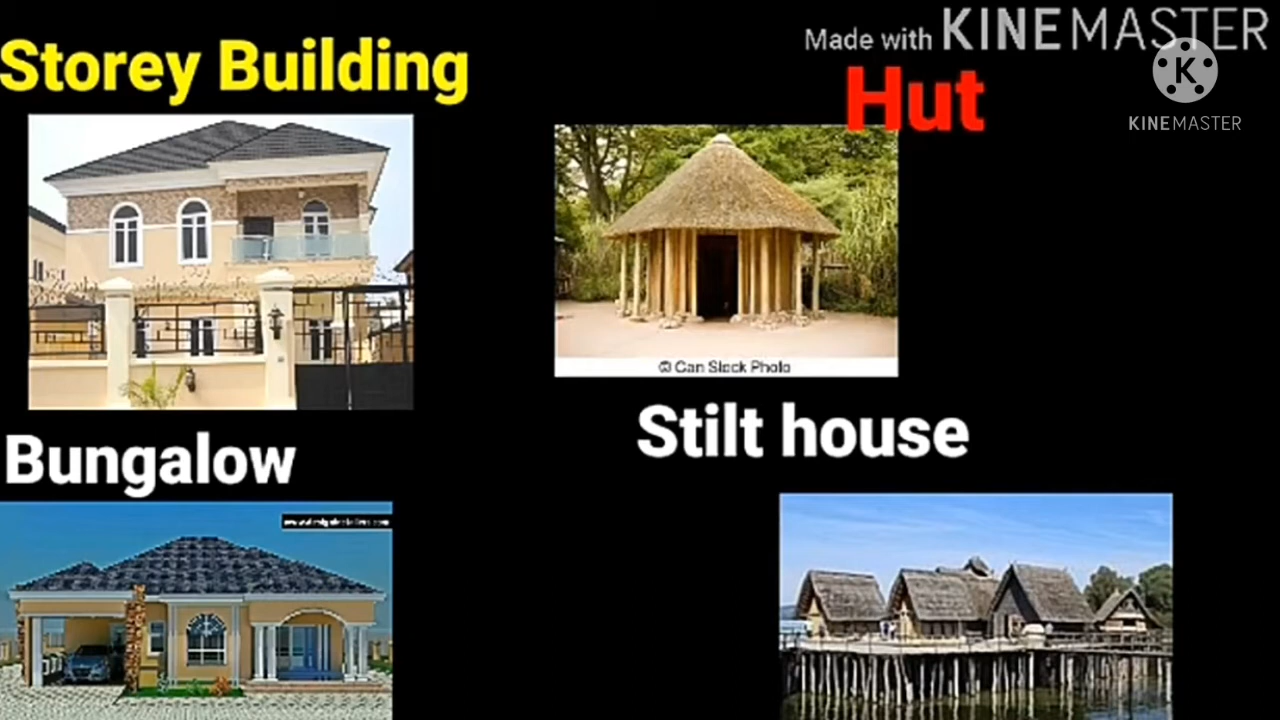 Made with KINEMASTER
Storey Building
Hut
K
KINEMASTER
© Can Stock Photo
Bungalow
Stilt house